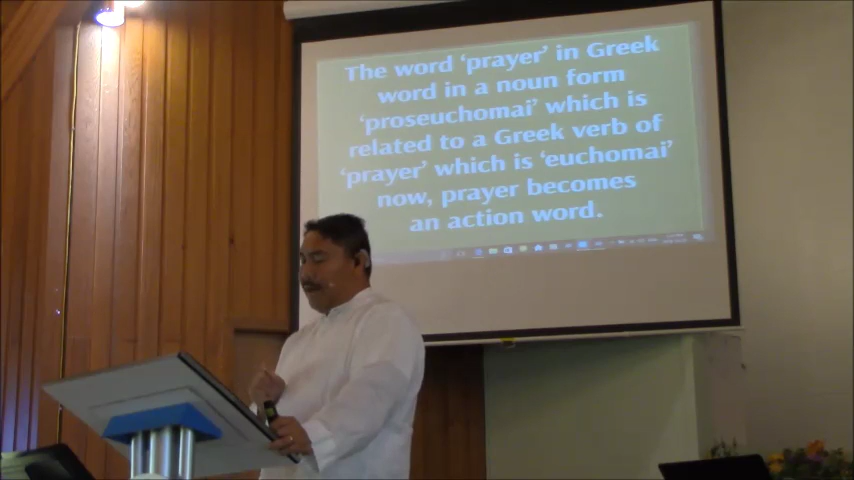 The word ‘prayer’ in Greek
word in a noun form
‘proseuchomai’ which is
related to a Greek verb of
‘prayer’ which is ‘euchomai’
now, prayer becomes
an action word.